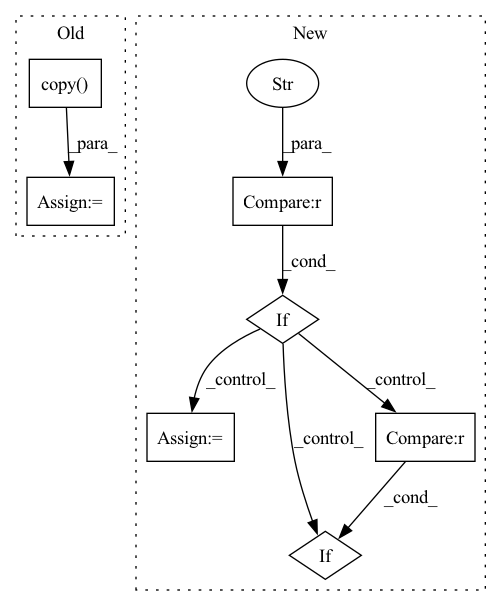 Old
New
copy()
Str
_para_
_para_
Assign:=
Compare:r
_cond_
If
_control_
_control_
_control_
Assign:=
Compare:r
_cond_
If